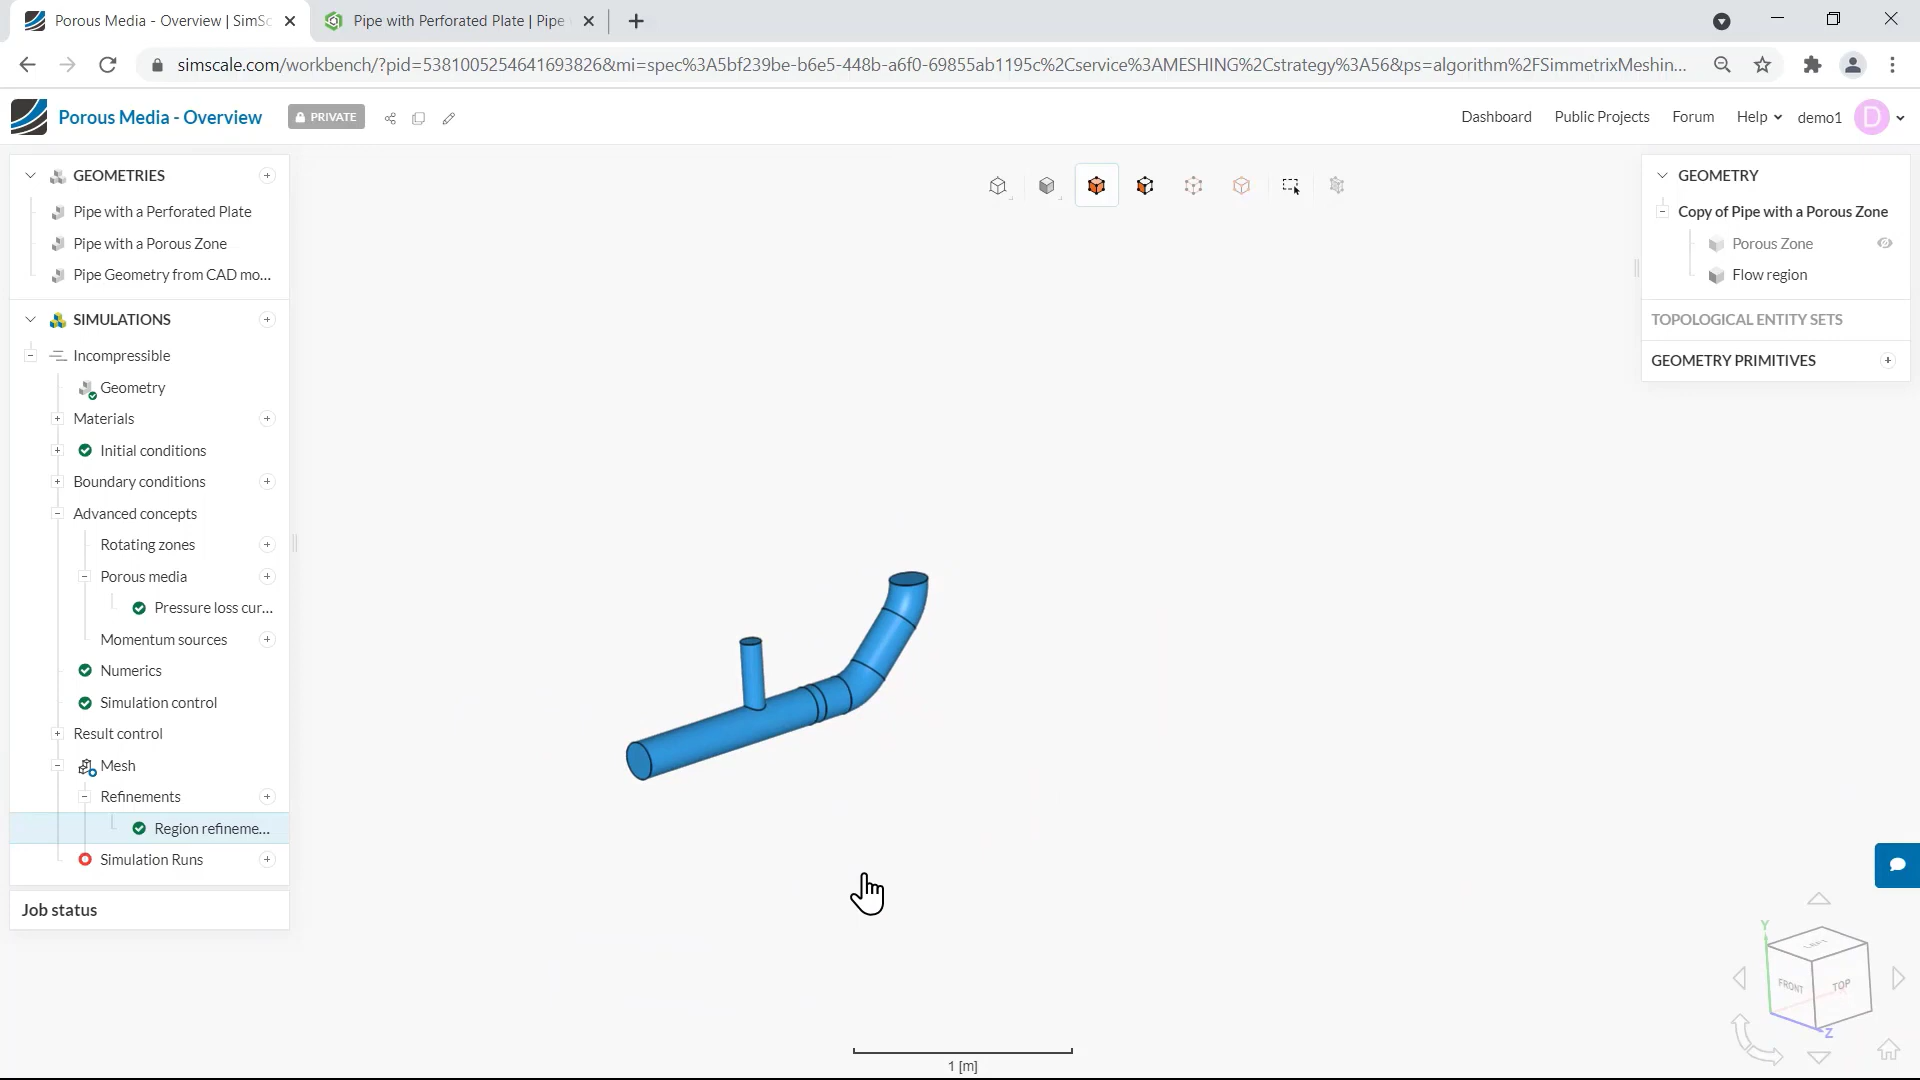 Porous Media - Overview | SimSc
Pipe with Perforated Plate | Pipe
simscale.com/workbench/?pid=5381005254641693826&mi=spec%3A5bf239be-b6e5-448b-a6f0-69855ab1195c%2Cservice%3AMESHING%2Cstrategy%3A56&ps=algorithm%2FSimmetrixMeshin...
Porous Media - Overview
PRIVATE
Dashboard
Public Projects
Forum
Help
demo1
D
GEOMETRIES
Pipe with a Perforated Plate
Pipe with a Porous Zone
Pipe Geometry from CAD mo...
SIMULATIONS
Incompressible
Geometry
Materials
Initial conditions
Boundary conditions
Advanced concepts
Rotating zones
Porous media
Pressure loss cur...
Momentum sources
Numerics
Simulation control
Result control
Mesh
Refinements
Region refineme...
Simulation Runs
Job status
GEOMETRY
Copy of Pipe with a Porous Zone
Porous Zone
Flow region
TOPOLOGICAL ENTITY SETS
GEOMETRY PRIMITIVES
1 [m]
Y
LEFT
FRONT
TOP
Z